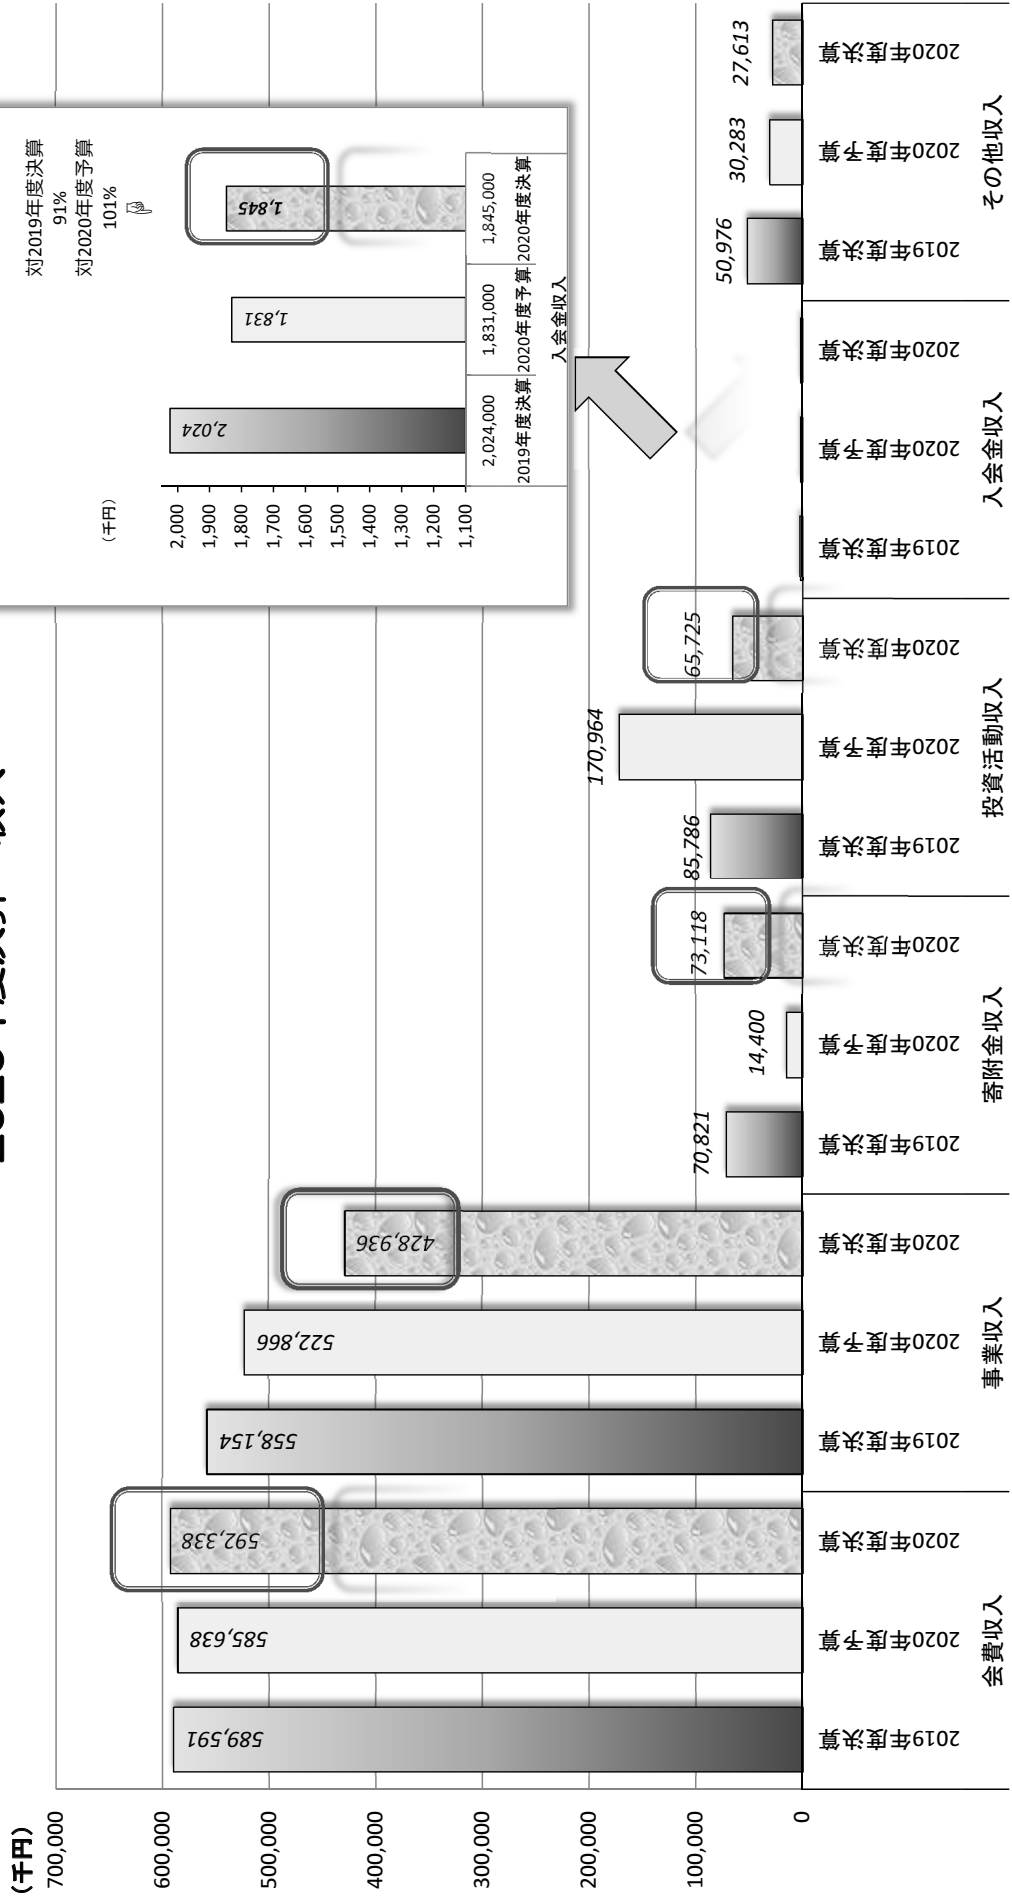 (千円)
700,000
600,000
500,000
400,000
300,000
200,000
100,000
0
589,591
585,638
592,338
558,154
522,866
428,936
70,821
14,400
73,118
85,786
170,964
65,725
50,976
30,283
27,613
2019年度決算
2020年度予算
2020年度決算
会費収入
2019年度決算
2020年度予算
2020年度決算
事業収入
2019年度決算
2020年度予算
2020年度決算
寄附金収入
2019年度決算
2020年度予算
2020年度決算
投資活動収入
2019年度決算
2020年度予算
2020年度決算
入会金収入
2019年度決算
2020年度予算
2020年度決算
その他収入
対2019年度決算
91%
対2020年度予算
101%
(千円)
2,000
1,900
1,800
1,700
1,600
1,500
1,400
1,300
1,200
1,100
2,024
1,831
1,845
2,024,000 1,831,000 1,845,000
2019年度決算 2020年度予算 2020年度決算
入会金収入